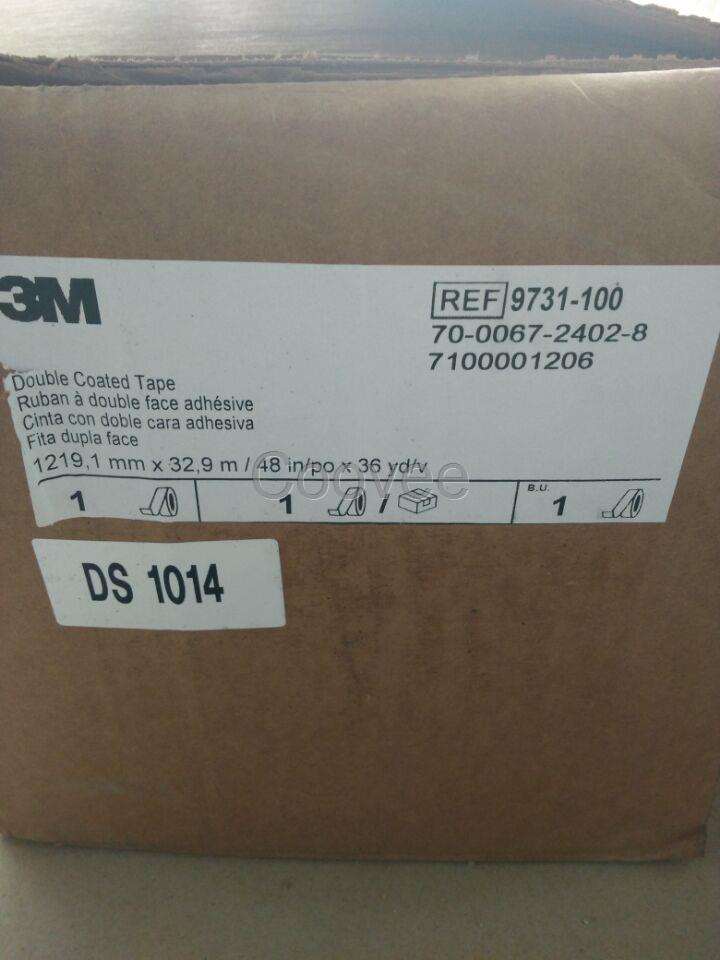 3M
REF 9731-100
70-0067-2402-8
7100001206
Double Coated Tape
Ruban à double face adhésive
Cinta con doble cara adhesiva
Fita dupla face
1219,1 mm x 32,9 m / 48 in/po x 36 yd/v
Coovee
1 1 / B.U. 1
DS 1014